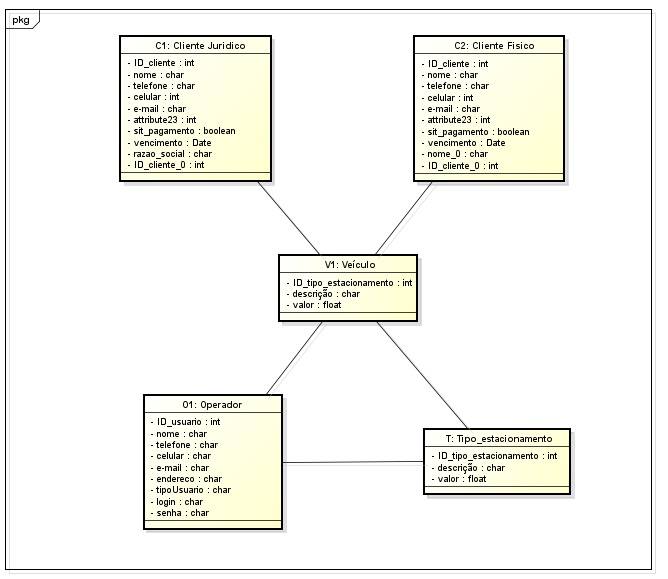 pkg
C1: Cliente Juridico
- ID_cliente : int
- nome : char
- telefone : char
- celular : int
- e-mail : char
- attribute23 : int
- sit_pagamento : boolean
- vencimento : Date
- razao_social : char
- ID_cliente_0 : int
C2: Cliente Fisico
- ID_cliente : int
- nome : char
- telefone : char
- celular : int
- e-mail : char
- attribute23 : int
- sit_pagamento : boolean
- vencimento : Date
- nome_0 : char
- ID_cliente_0 : int
V1: Veículo
- ID_tipo_estacionamento : int
- descrição : char
- valor : float
O1: Operador
- ID_usuario : int
- nome : char
- telefone : char
- celular : char
- e-mail : char
- endereco : char
- tipoUsuario : char
- login : char
- senha : char
T: Tipo_estacionamento
- ID_tipo_estacionamento : int
- descrição : char
- valor : float